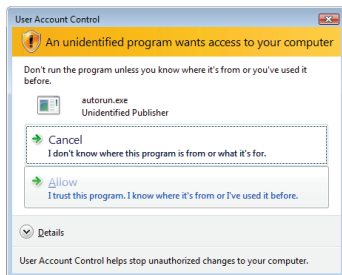 User Account Control
An unidentified program wants access to your computer
Don't run the program unless you know where it's from or you've used it
before.
autorun.exe
Unidentified Publisher
Cancel
I don't know where this program is from or what it's for.
Allow
I trust this program. I know where it's from or I've used it before.
Details
User Account Control helps stop unauthorized changes to your computer.